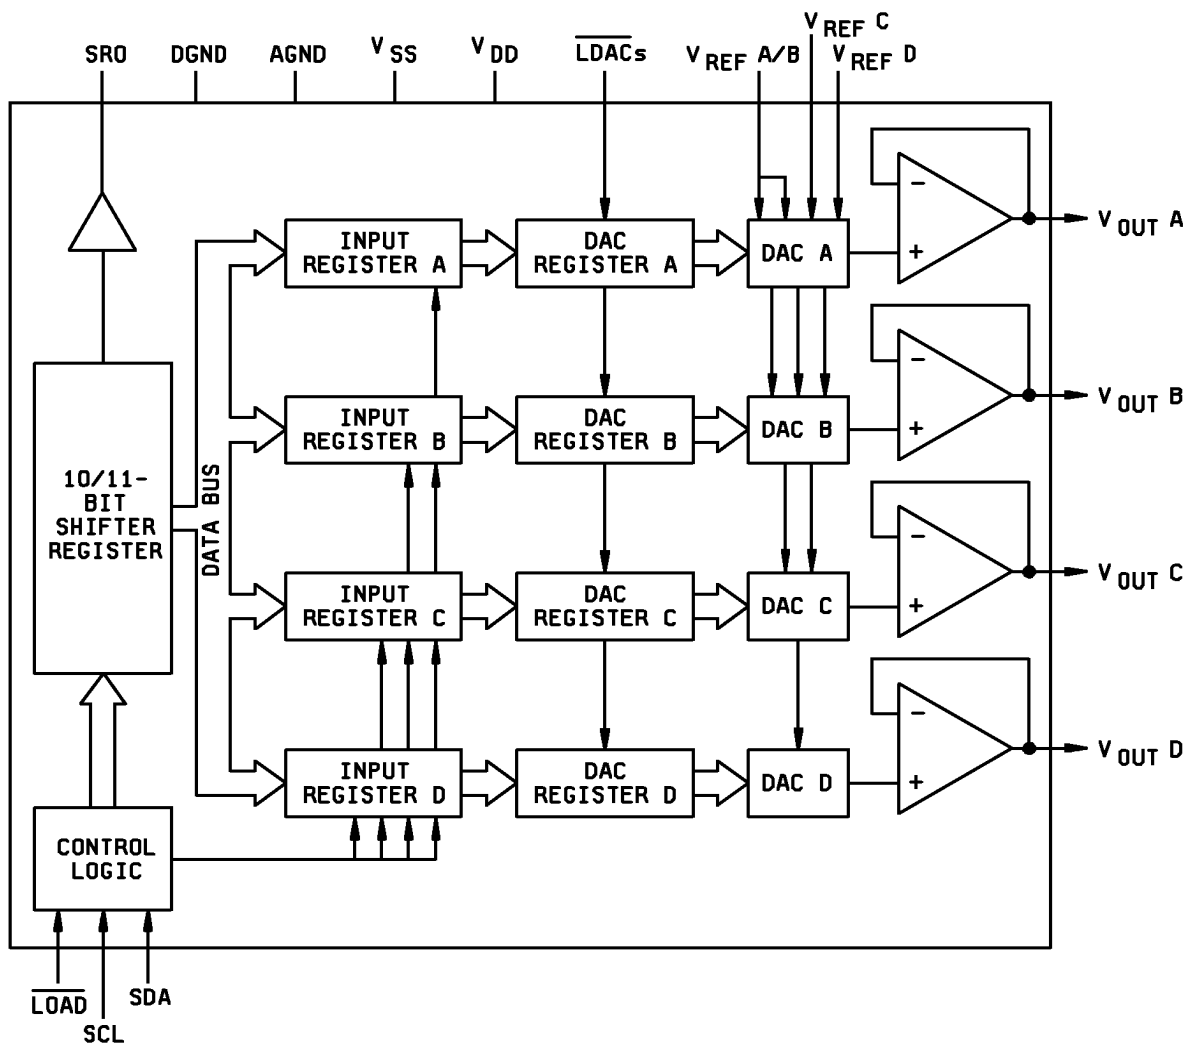 V REF C
SRO DGND AGND V SS V DD LDACs V REF A/B V REF D
− V OUT A
INPUT REGISTER A
DAC REGISTER A
DAC A
+
− V OUT B
INPUT REGISTER B
DAC REGISTER B
DAC B
+
10/11-
BIT
SHIFTER
REGISTER
DATA BUS
− V OUT C
INPUT REGISTER C
DAC REGISTER C
DAC C
+
− V OUT D
INPUT REGISTER D
DAC REGISTER D
DAC D
+
CONTROL
LOGIC
LOAD
SCL
SDA